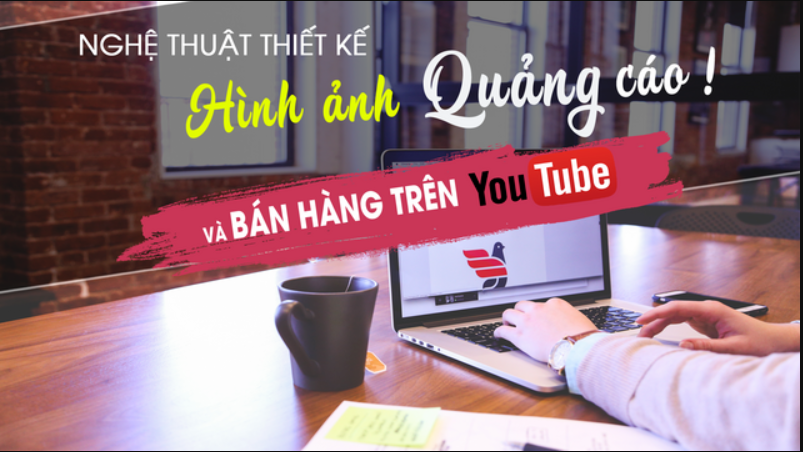 NGHỆ THUẬT THIẾT KẾ
Hình ảnh Quảng cáo !
VÀ BÁN HÀNG TRÊN YouTube